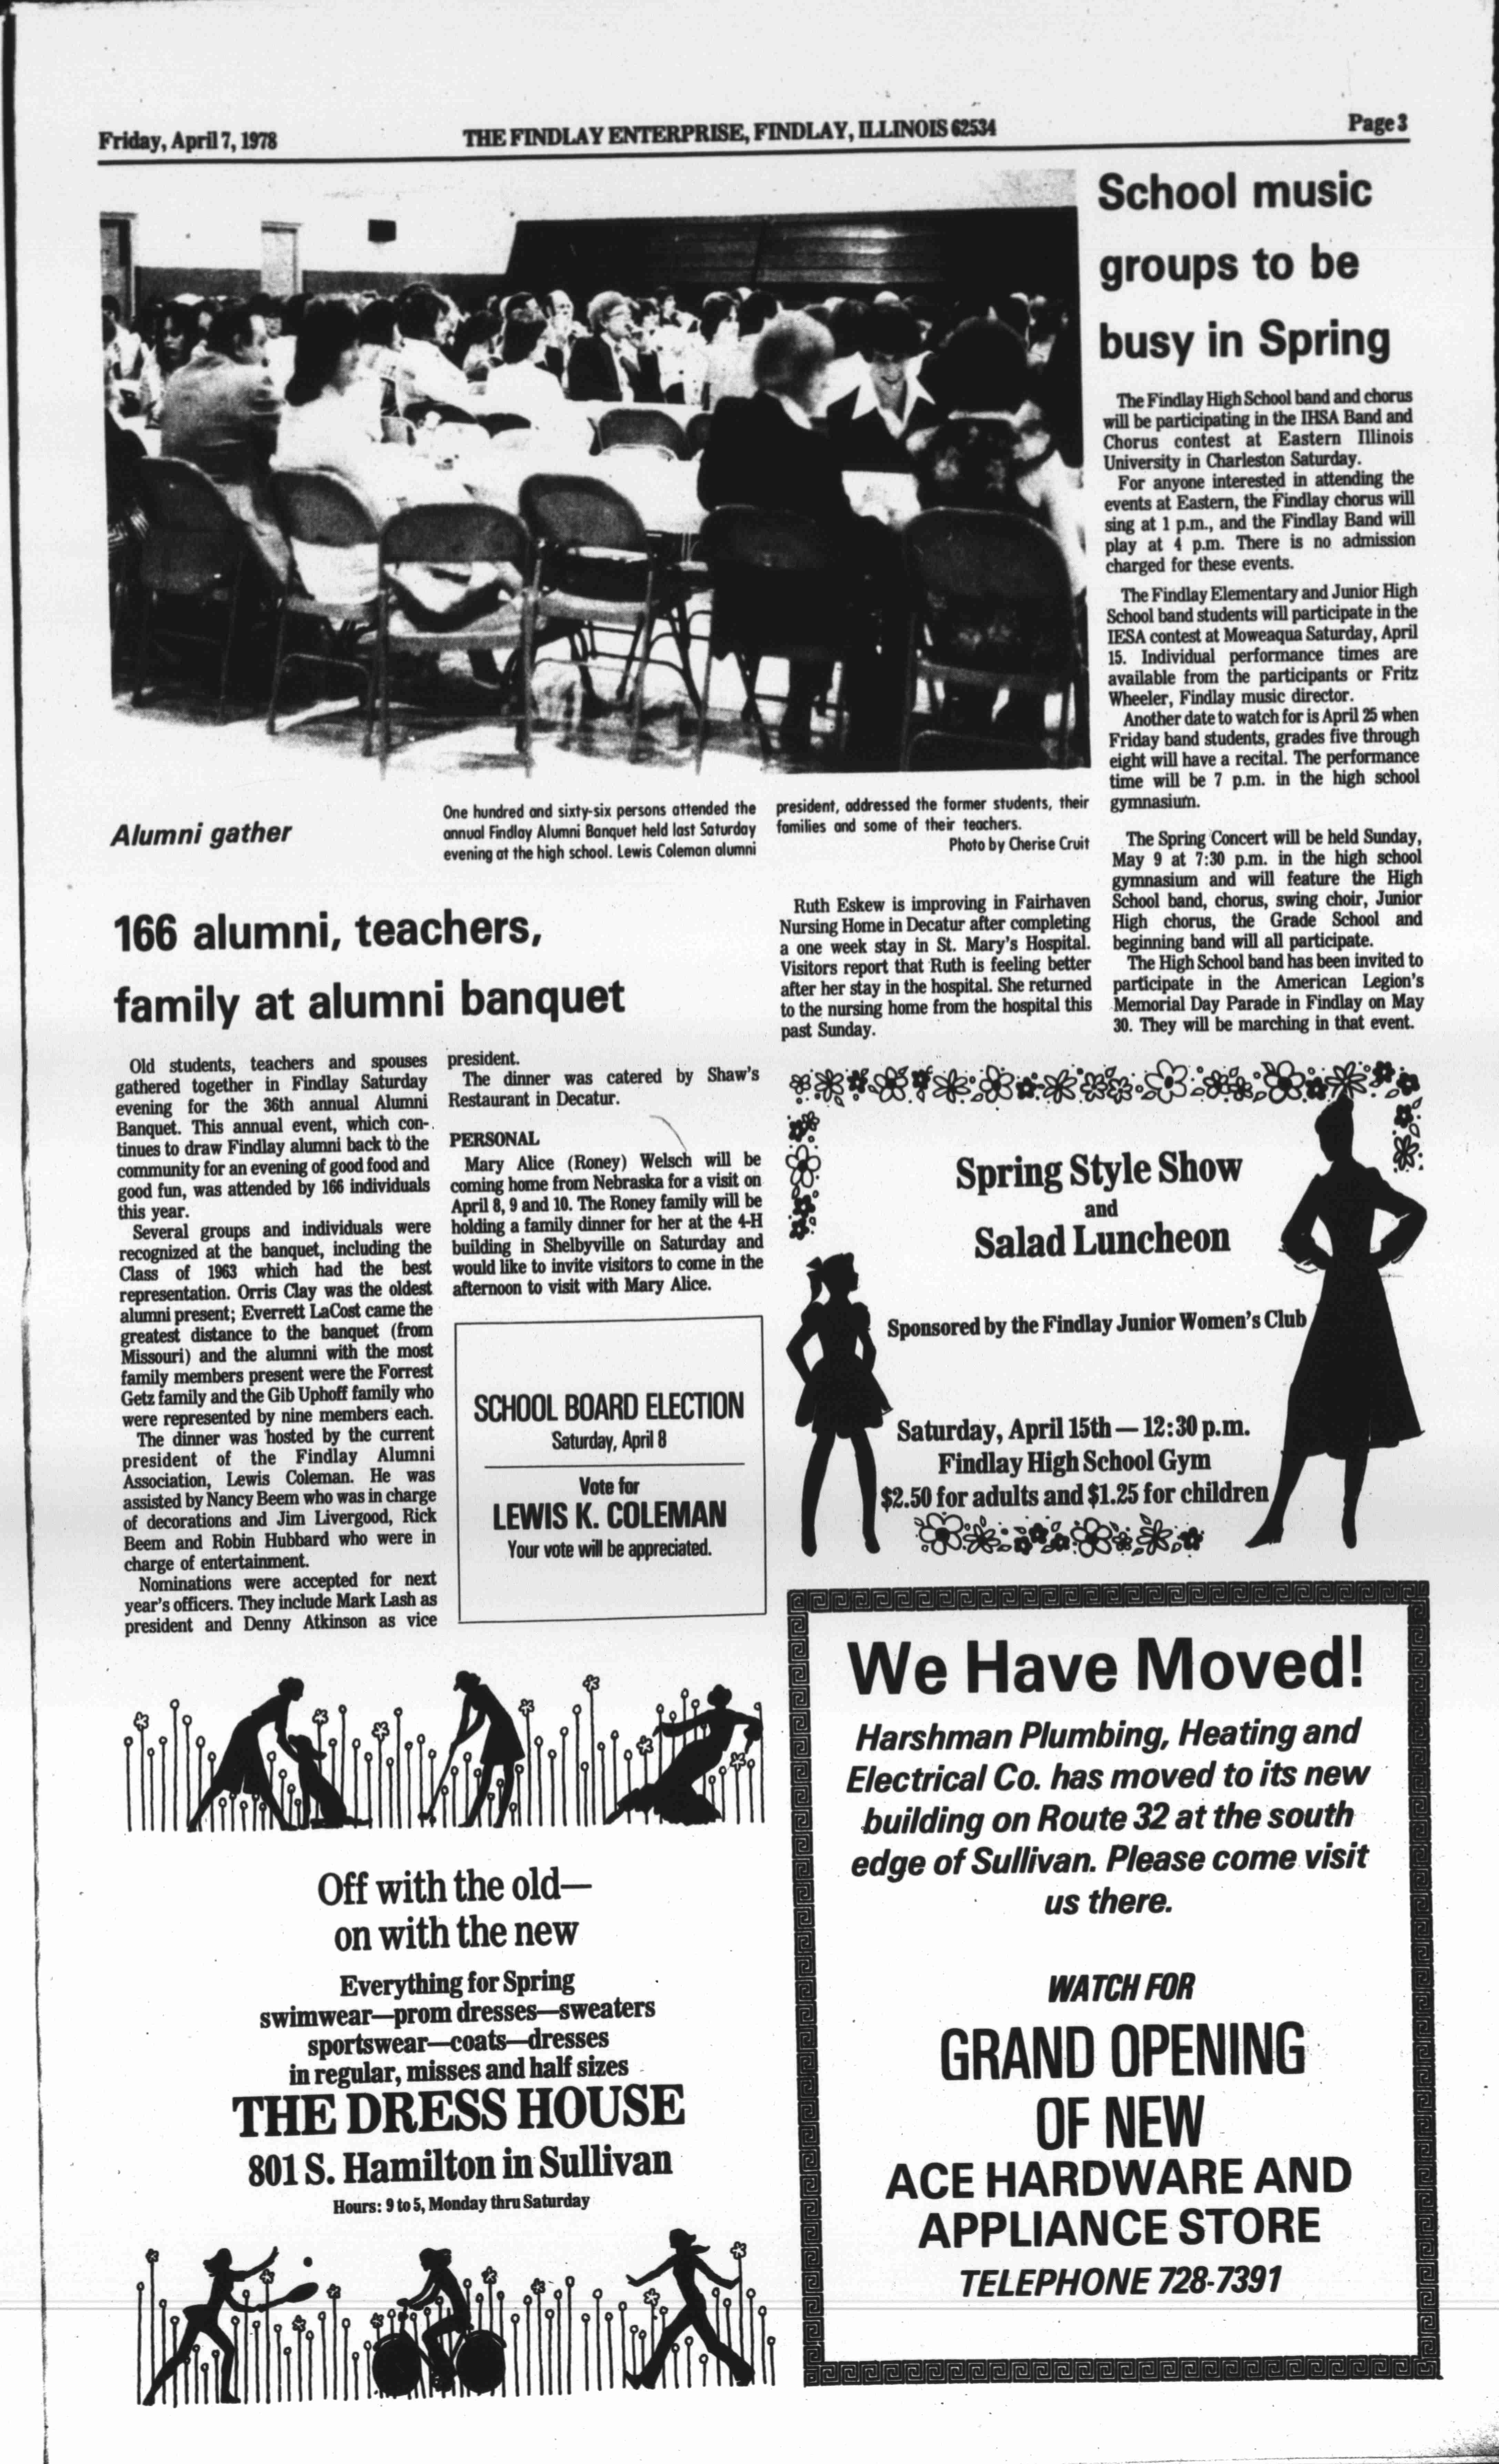 Friday, April 7, 1978
THE FINDLAY ENTERPRISE, FINDLAY, ILLINOIS 62534
Page 3
Alumni gather
One hundred and sixty-six persons attended the
annual Findlay Alumni Banquet held last Saturday
evening at the high school. Lewis Coleman alumni
president, addressed the former students, their
families and some of their teachers.
Photo by Cherise Cruit
166 alumni, teachers,
family at alumni banquet
Old students, teachers and spouses
gathered together in Findlay Saturday
evening for the 36th annual Alumni
Banquet. This annual event, which con-
tinues to draw Findlay alumni back to the
community for an evening of good food and
good fun, was attended by 166 individuals
this year.
Several groups and individuals were
recognized at the banquet, including the
Class of 1963 which had the best
representation. Orris Clay was the oldest
alumni present; Everrett LaCost came the
greatest distance to the banquet (from
Missouri) and the alumni with the most
family members present were the Forrest
Getz family and the Gib Uphoff family who
were represented by nine members each.
The dinner was hosted by the current
president of the Findlay Alumni
Association, Lewis Coleman. He was
assisted by Nancy Beem who was in charge
of decorations and Jim Livergood, Rick
Beem and Robin Hubbard who were in
charge of entertainment.
Nominations were accepted for next
year's officers. They include Mark Lash as
president and Denny Atkinson as vice
president.
The dinner was catered by Shaw's
Restaurant in Decatur.
PERSONAL
Mary Alice (Roney) Welsch will be
coming home from Nebraska for a visit on
April 8, 9 and 10. The Roney family will be
holding a family dinner for her at the 4-H
building in Shelbyville on Saturday and
would like to invite visitors to come in the
afternoon to visit with Mary Alice.
SCHOOL BOARD ELECTION
Saturday, April 8
Vote for
LEWIS K. COLEMAN
Your vote will be appreciated.
Ruth Eskew is improving in Fairhaven
Nursing Home in Decatur after completing
a one week stay in St. Mary's Hospital.
Visitors report that Ruth is feeling better
after her stay in the hospital. She returned
to the nursing home from the hospital this
past Sunday.
School music
groups to be
busy in Spring
The Findlay High School band and chorus
will be participating in the IHSA Band and
Chorus contest at Eastern Illinois
University in Charleston Saturday.
For anyone interested in attending the
events at Eastern, the Findlay chorus will
sing at 1 p.m., and the Findlay Band will
play at 4 p.m. There is no admission
charged for these events.
The Findlay Elementary and Junior High
School band students will participate in the
IESA contest at Moweaqua Saturday, April
15. Individual performance times are
available from the participants or Fritz
Wheeler, Findlay music director.
Another date to watch for is April 25 when
Friday band students, grades five through
eight will have a recital. The performance
time will be 7 p.m. in the high school
gymnasium.
The Spring Concert will be held Sunday,
May 9 at 7:30 p.m. in the high school
gymnasium and will feature the High
School band, chorus, swing choir, Junior
High chorus, the Grade School and
beginning band will all participate.
The High School band has been invited to
participate in the American Legion's
Memorial Day Parade in Findlay on May
30. They will be marching in that event.
Spring Style Show
and
Salad Luncheon
Sponsored by the Findlay Junior Women's Club
Saturday, April 15th — 12:30 p.m.
Findlay High School Gym
$2.50 for adults and $1.25 for children
Off with the old—
on with the new
Everything for Spring
swimwear—prom dresses—sweaters
sportswear—coats—dresses
in regular, misses and half sizes
THE DRESS HOUSE
801 S. Hamilton in Sullivan
Hours: 9 to 5, Monday thru Saturday
We Have Moved!
Harshman Plumbing, Heating and
Electrical Co. has moved to its new
building on Route 32 at the south
edge of Sullivan. Please come visit
us there.
WATCH FOR
GRAND OPENING
OF NEW
ACE HARDWARE AND
APPLIANCE STORE
TELEPHONE 728-7391